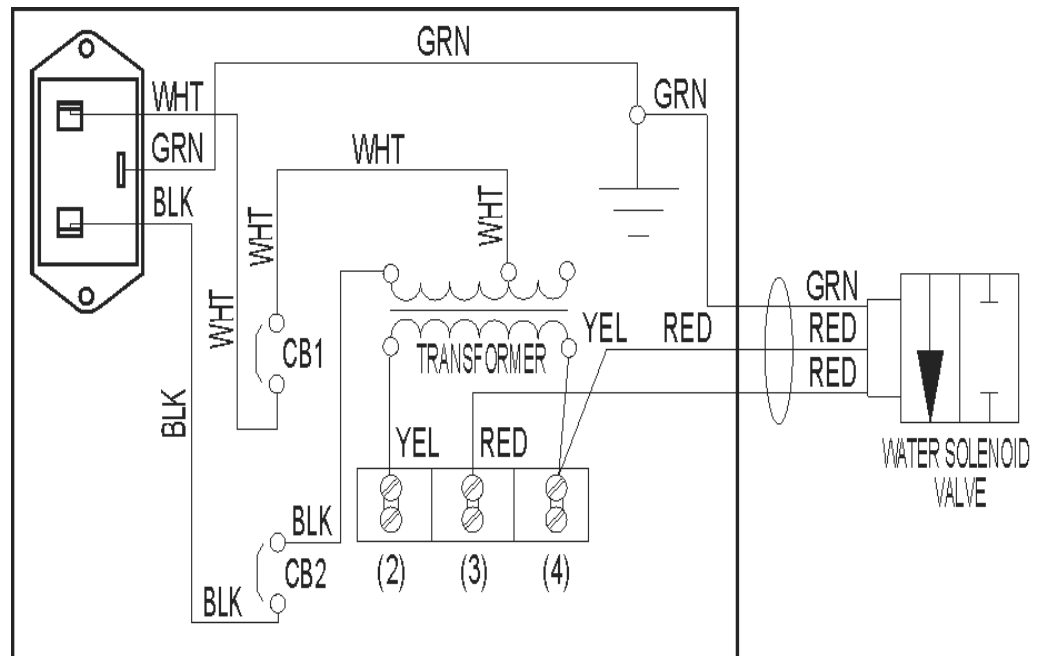 GRN
WHT
GRN
GRN
WHT
BLK
WHT
WHT
WHT
GRN
YEL
RED
RED
CB1
TRANSFORMER
RED
BLK
YEL
RED
WATER SOLENOID
VALVE
BLK
CB2
(2)
(3)
(4)
BLK